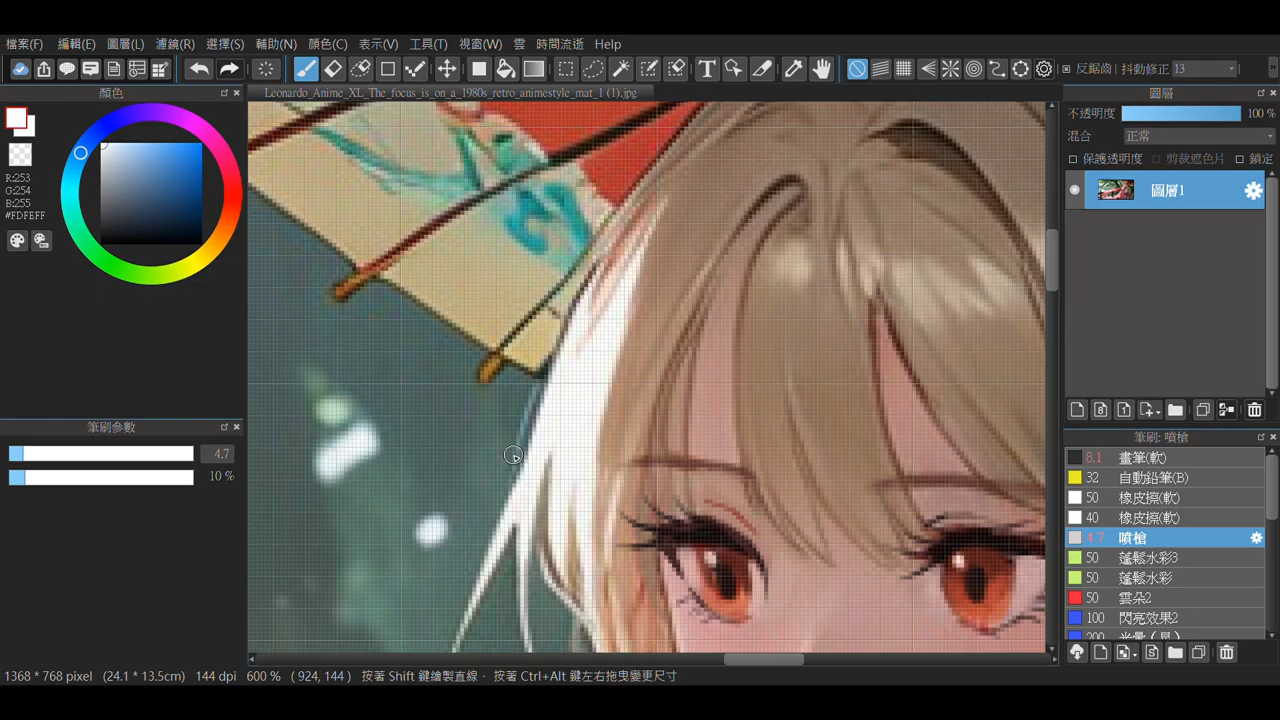 檔案(F) 編輯(E) 圖層(L) 濾鏡(R) 選擇(S) 輔助(N) 顏色(C) 表示(V) 工具(T) 視窗(W) 雲 時間流逝 Help
反鋸齒 抖動修正 13
顏色
Leonardo_Anime_XL_The_focus_is_on_a_1980s_retro_animestyle_mat_1 (1).jpg
圖層
不透明度 100 %
混合 正常
保護透明度 剪裁遮色片 鎖定
R:253
G:254
B:255
#FDFEFF
圖層1
筆刷參數
4.7
10 %
筆刷: 噴槍
8.1 畫筆(軟)
32 自動鉛筆(B)
50 橡皮擦(軟)
40 橡皮擦(軟)
4.7 噴槍
50 蓬鬆水彩3
50 蓬鬆水彩
50 雲朵2
100 閃亮效果2
200 光暈（星）
1368 * 768 pixel (24.1 * 13.5cm) 144 dpi 600 % ( 924, 144 ) 按著 Shift 鍵繪製直線、按著 Ctrl+Alt 鍵左右拖曳變更尺寸